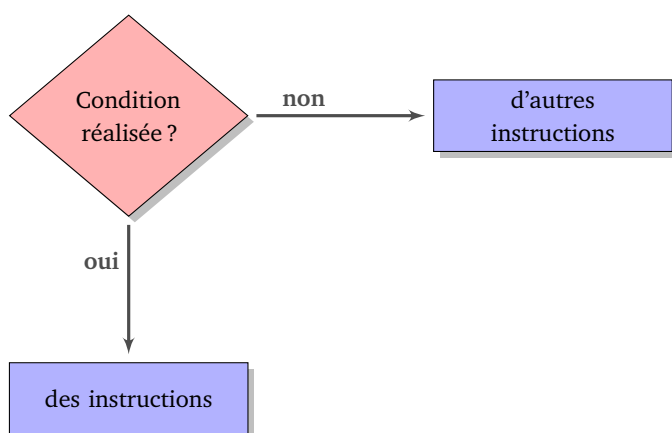 Condition
réalisée ?
non
d'autres
instructions
oui
des instructions